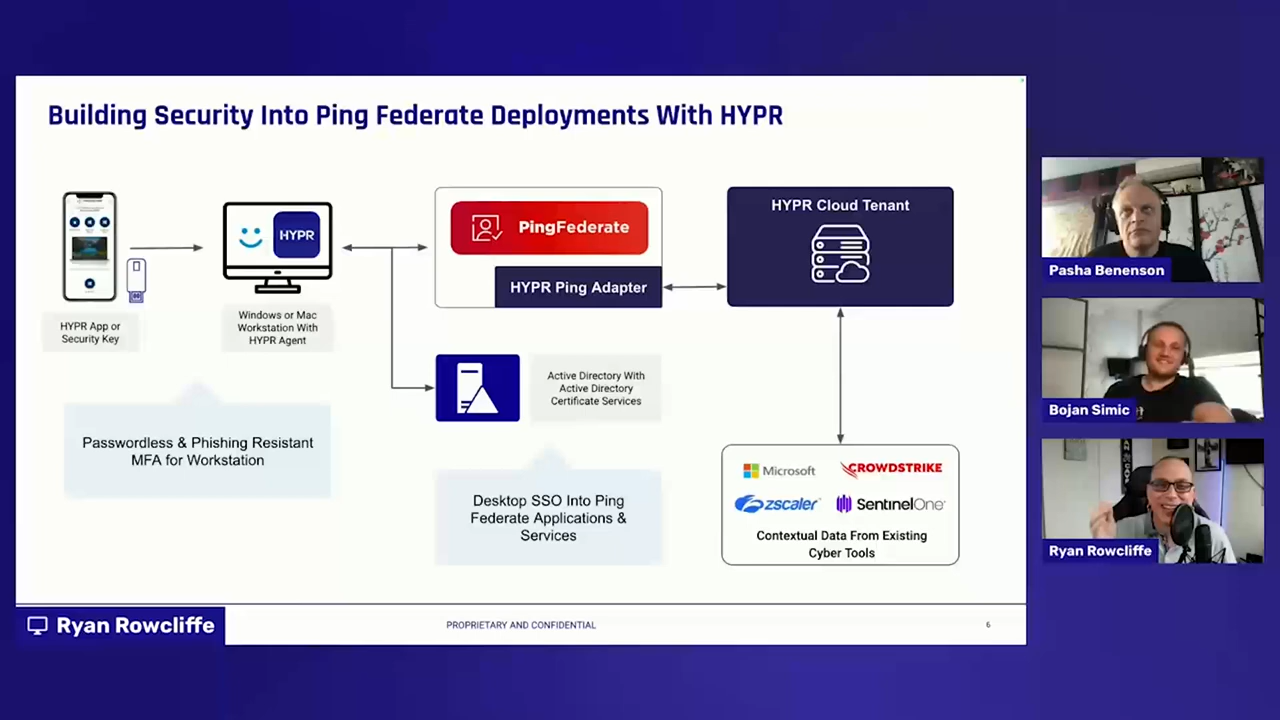 Building Security Into Ping Federate Deployments With HYPR
HYPR
HYPR App or
Security Key
Windows or Mac
Workstation With
HYPR Agent
Passwordless & Phishing Resistant
MFA for Workstation
PingFederate
HYPR Ping Adapter
Active Directory With
Active Directory
Certificate Services
Desktop SSO Into Ping
Federate Applications &
Services
HYPR Cloud Tenant
Microsoft
CROWDSTRIKE
zscaler
SentinelOne
Contextual Data From Existing
Cyber Tools
Ryan Rowcliffe
PROPRIETARY AND CONFIDENTIAL
6
Pasha Benenson
Bojan Simic
Ryan Rowcliffe